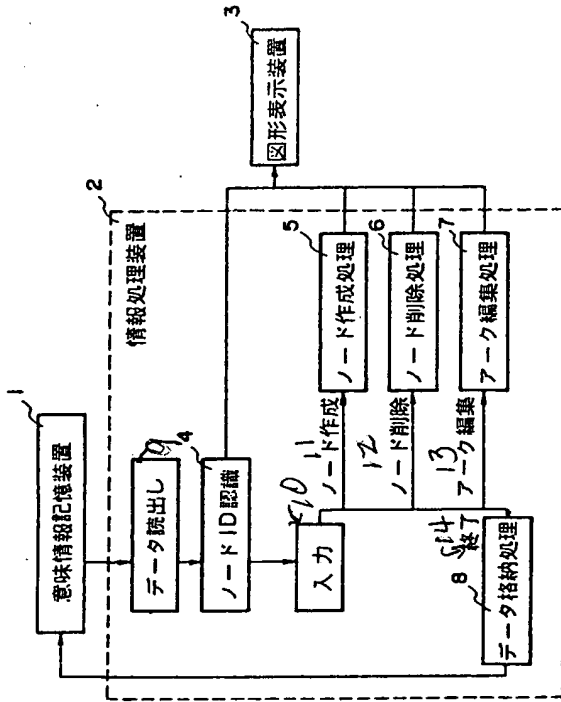 1
意味情報記憶装置
2
情報処理装置
データ読出し
9
4
ノードID認識
3
図形表示装置
10
入力
11
ノード作成
5
ノード作成処理
12
ノード削除
6
ノード削除処理
13
アーク編集
7
アーク編集処理
14
終了
8
データ格納処理